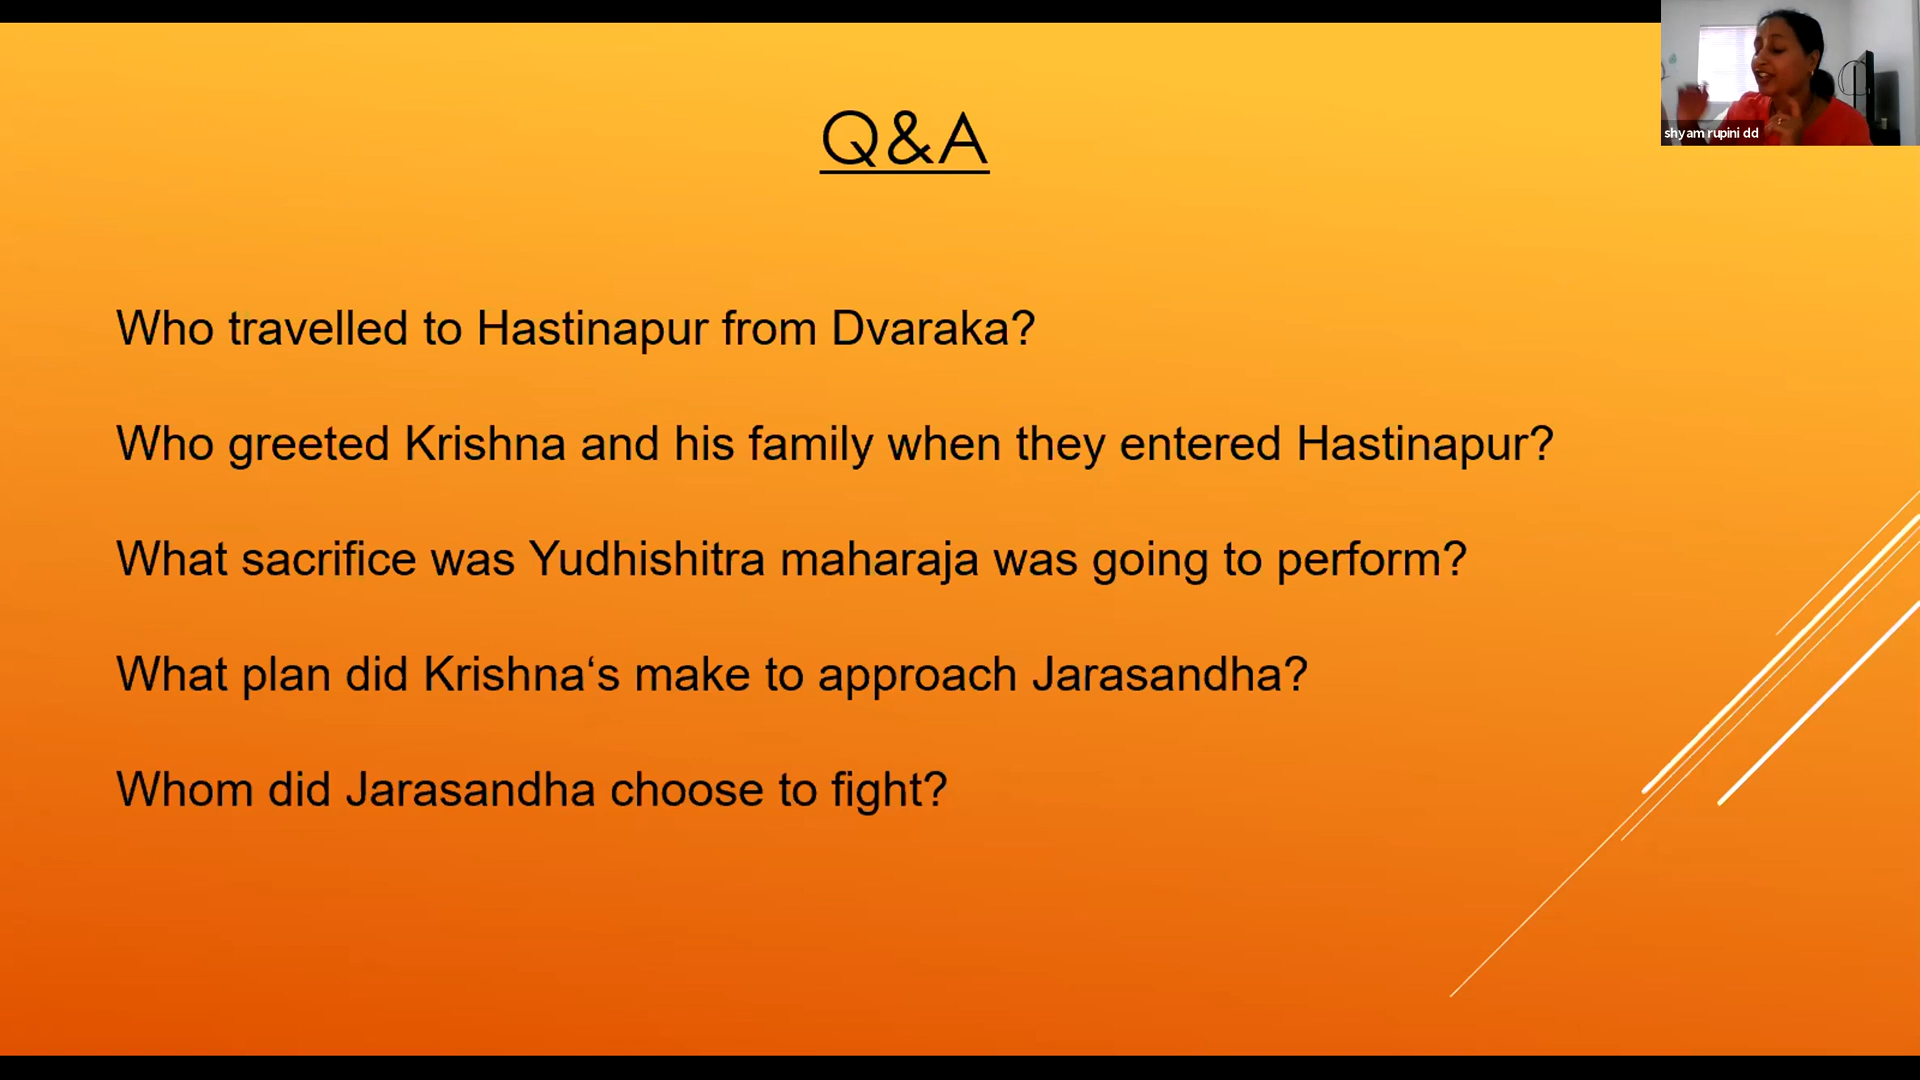 Q&A
shyam rupini dd
Who travelled to Hastinapur from Dvaraka?
Who greeted Krishna and his family when they entered Hastinapur?
What sacrifice was Yudhishitra maharaja was going to perform?
What plan did Krishna‘s make to approach Jarasandha?
Whom did Jarasandha choose to fight?